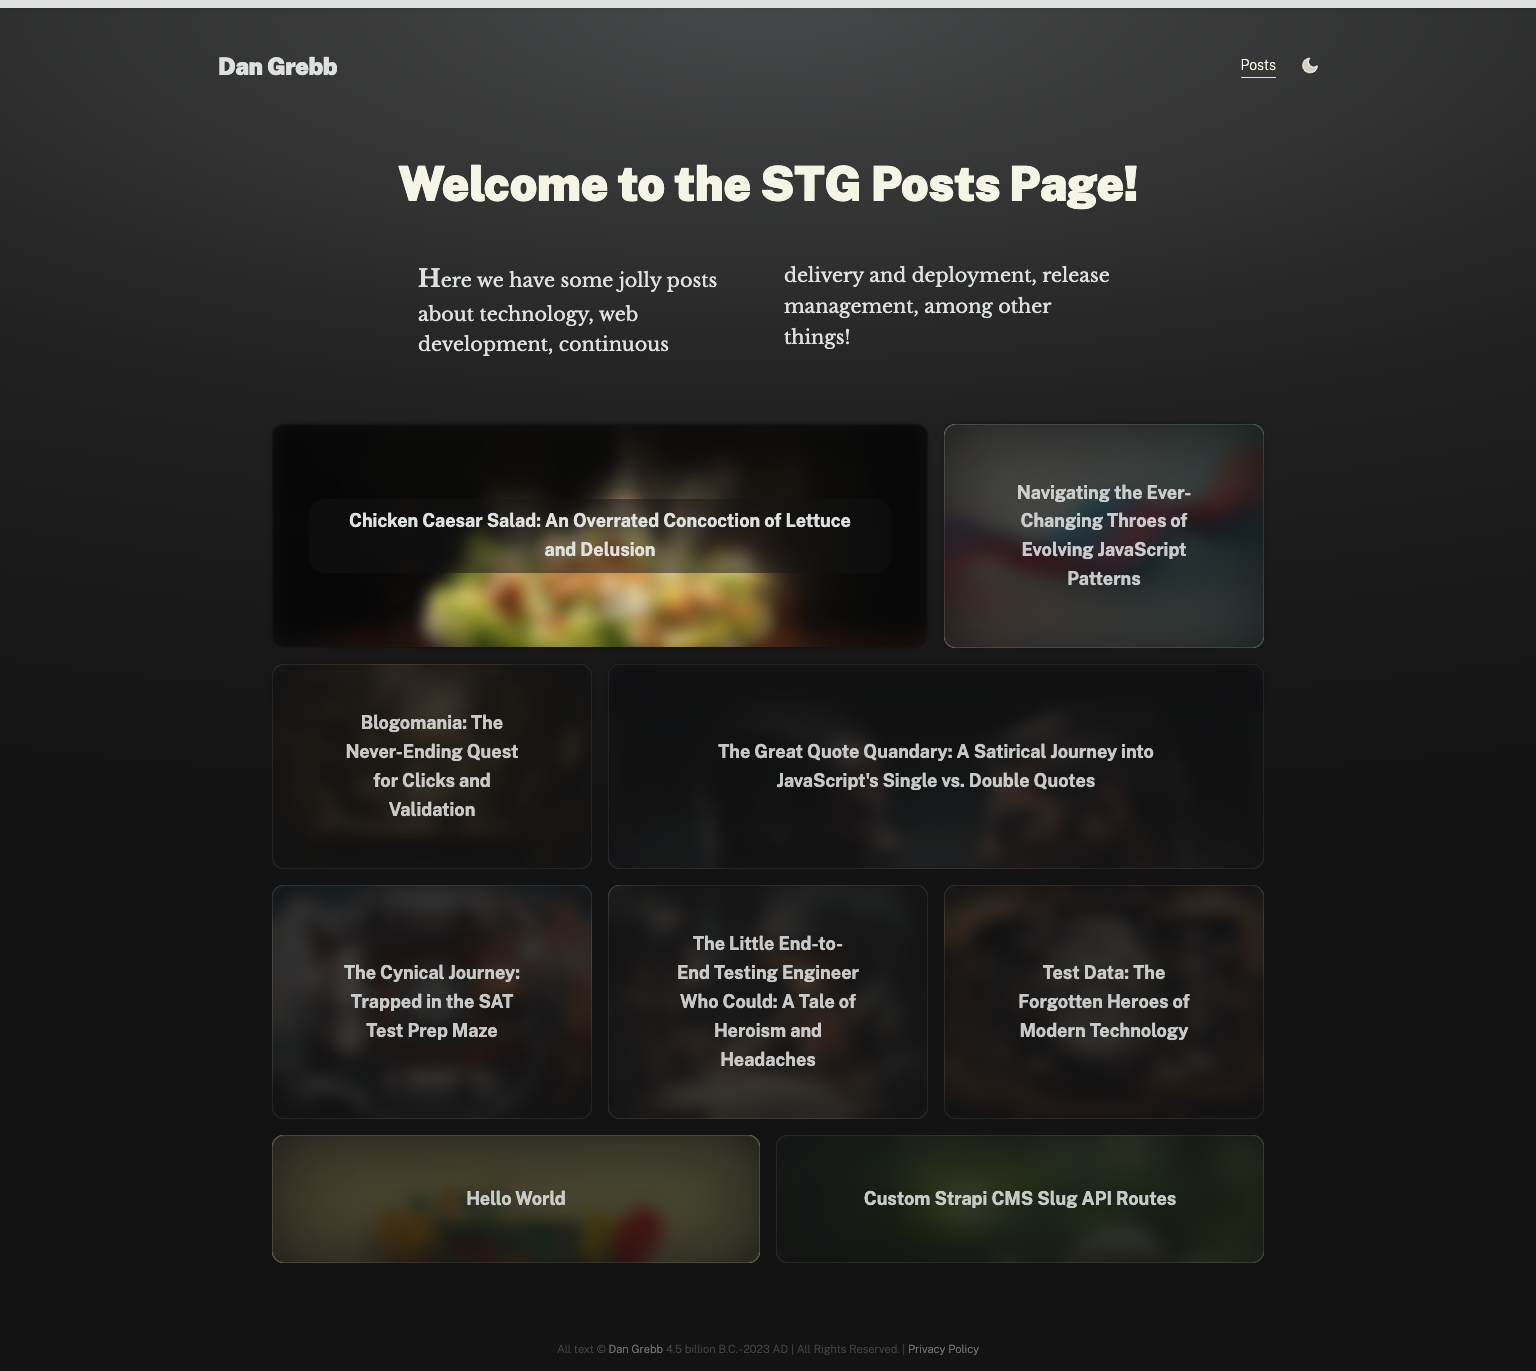 Dan Grebb
Posts
Welcome to the STG Posts Page!
Here we have some jolly posts
about technology, web
development, continuous
delivery and deployment, release
management, among other
things!
Chicken Caesar Salad: An Overrated Concoction of Lettuce
and Delusion
Navigating the Ever-
Changing Throes of
Evolving JavaScript
Patterns
Blogomania: The
Never-Ending Quest
for Clicks and
Validation
The Great Quote Quandary: A Satirical Journey into
JavaScript's Single vs. Double Quotes
The Cynical Journey:
Trapped in the SAT
Test Prep Maze
The Little End-to-
End Testing Engineer
Who Could: A Tale of
Heroism and
Headaches
Test Data: The
Forgotten Heroes of
Modern Technology
Hello World
Custom Strapi CMS Slug API Routes
All text © Dan Grebb 4.5 billion B.C.-2023 AD | All Rights Reserved. | Privacy Policy